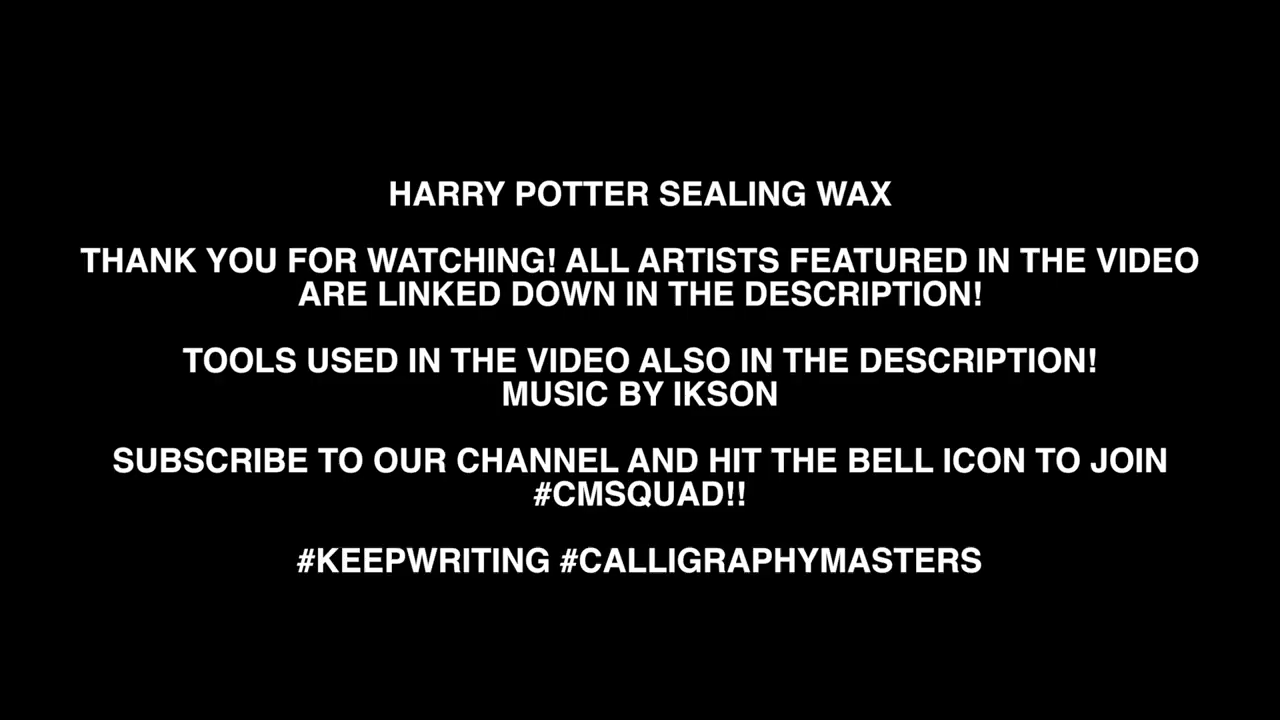 HARRY POTTER SEALING WAX
THANK YOU FOR WATCHING! ALL ARTISTS FEATURED IN THE VIDEO
ARE LINKED DOWN IN THE DESCRIPTION!
TOOLS USED IN THE VIDEO ALSO IN THE DESCRIPTION!
MUSIC BY IKSON
SUBSCRIBE TO OUR CHANNEL AND HIT THE BELL ICON TO JOIN
#CMSQUAD!!
#KEEPWRITING #CALLIGRAPHYMASTERS